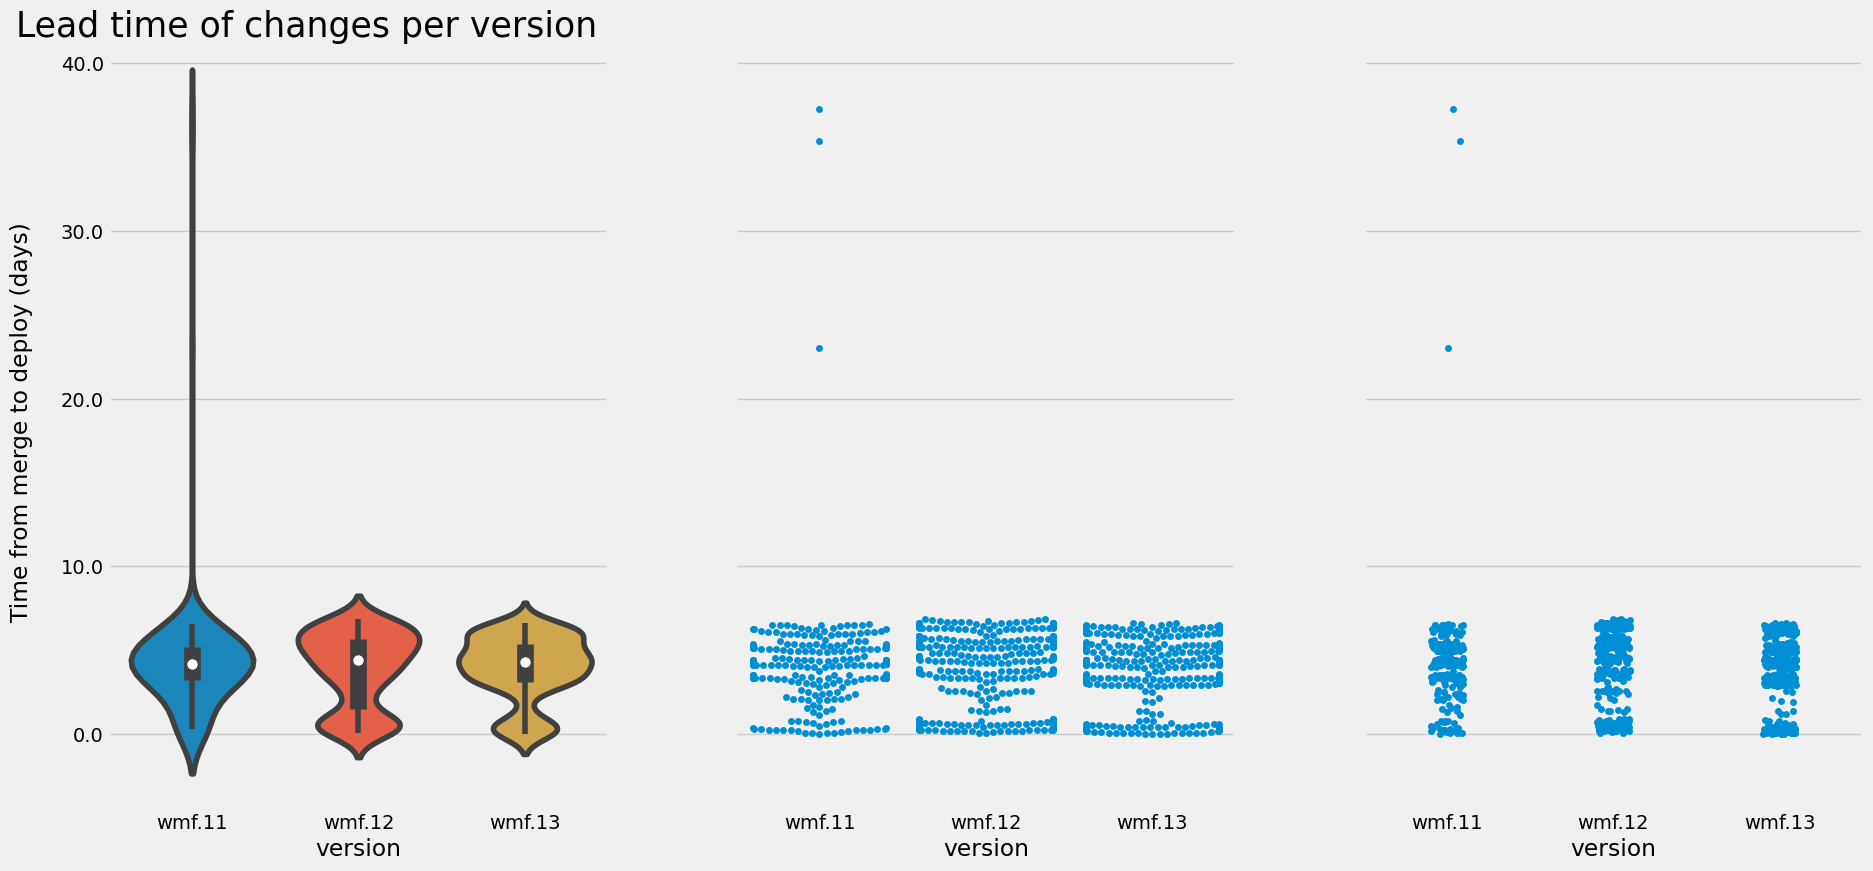 Lead time of changes per version
Time from merge to deploy (days)
40.0
30.0
20.0
10.0
0.0
wmf.11 wmf.12 wmf.13
version
wmf.11 wmf.12 wmf.13
version
wmf.11 wmf.12 wmf.13
version